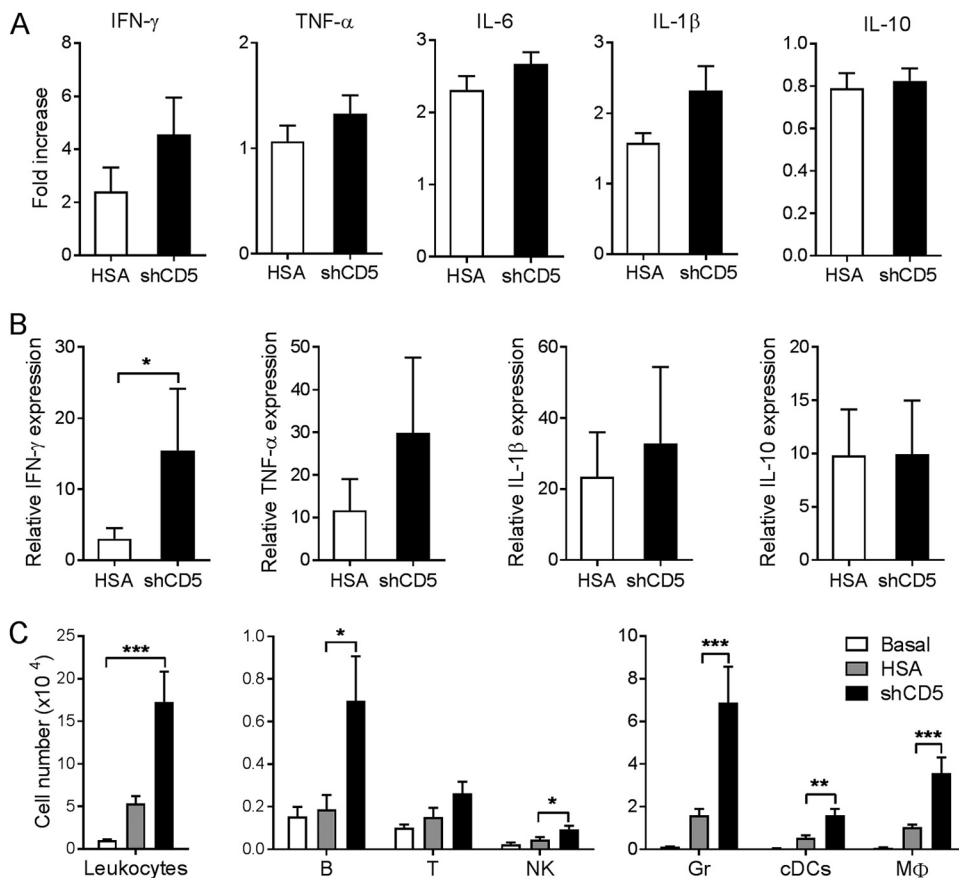 A
IFN-γ
TNF-α
IL-6
IL-1β
IL-10
Fold increase
8
6
4
2
0
HSA
shCD5
2
1
0
HSA
shCD5
3
2
1
0
HSA
shCD5
3
2
1
0
HSA
shCD5
1.0
0.8
0.6
0.4
0.2
0.0
HSA
shCD5
B
Relative IFN-γ expression
30
15
0
*
HSA
shCD5
Relative TNF-α expression
50
40
30
20
10
0
HSA
shCD5
Relative IL-1β expression
60
40
20
0
HSA
shCD5
Relative IL-10 expression
20
15
10
5
0
HSA
shCD5
C
Cell number (x10⁻⁴)
25
20
15
10
5
0
***
Leukocytes
1.0
0.8
0.6
0.4
0.2
0.0
*
*
B
T
NK
10
8
6
4
2
0
***
**
***
Gr
cDCs
MΦ
Basal
HSA
shCD5